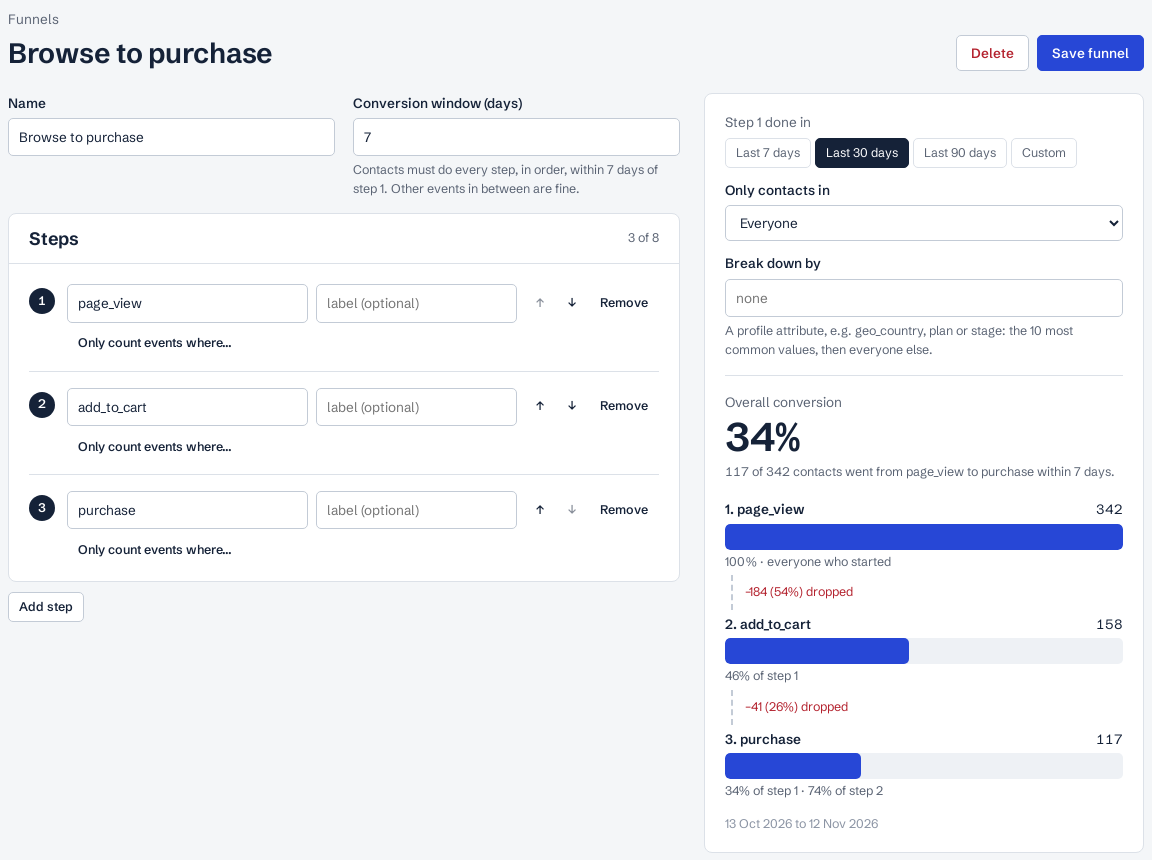 Funnels
Browse to purchase
Delete
Save funnel
Name
Browse to purchase
Conversion window (days)
7
Contacts must do every step, in order, within 7 days of
step 1. Other events in between are fine.
Steps
3 of 8
1
page_view
label (optional)
↑
↓
Remove
Only count events where...
2
add_to_cart
label (optional)
↑
↓
Remove
Only count events where...
3
purchase
label (optional)
↑
↓
Remove
Only count events where...
Add step
Step 1 done in
Last 7 days
Last 30 days
Last 90 days
Custom
Only contacts in
Everyone
Break down by
none
A profile attribute, e.g. geo_country, plan or stage: the 10 most
common values, then everyone else.
Overall conversion
34%
117 of 342 contacts went from page_view to purchase within 7 days.
1. page_view 342
100% · everyone who started
-184 (54%) dropped
2. add_to_cart 158
46% of step 1
-41 (26%) dropped
3. purchase 117
34% of step 1 · 74% of step 2
13 Oct 2026 to 12 Nov 2026